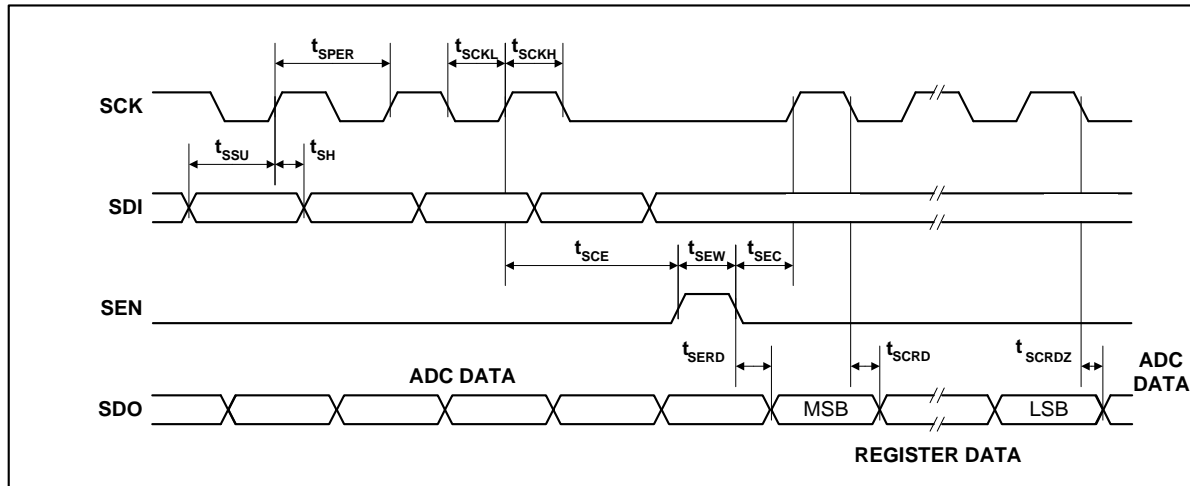 tSPER
tSCKL
tSCKH
SCK
tSSU
tSH
SDI
tSCE
tSEW
tSEC
SEN
tSERD
tSCRD
tSCRDZ
ADC DATA
ADC
DATA
SDO
MSB
LSB
REGISTER DATA